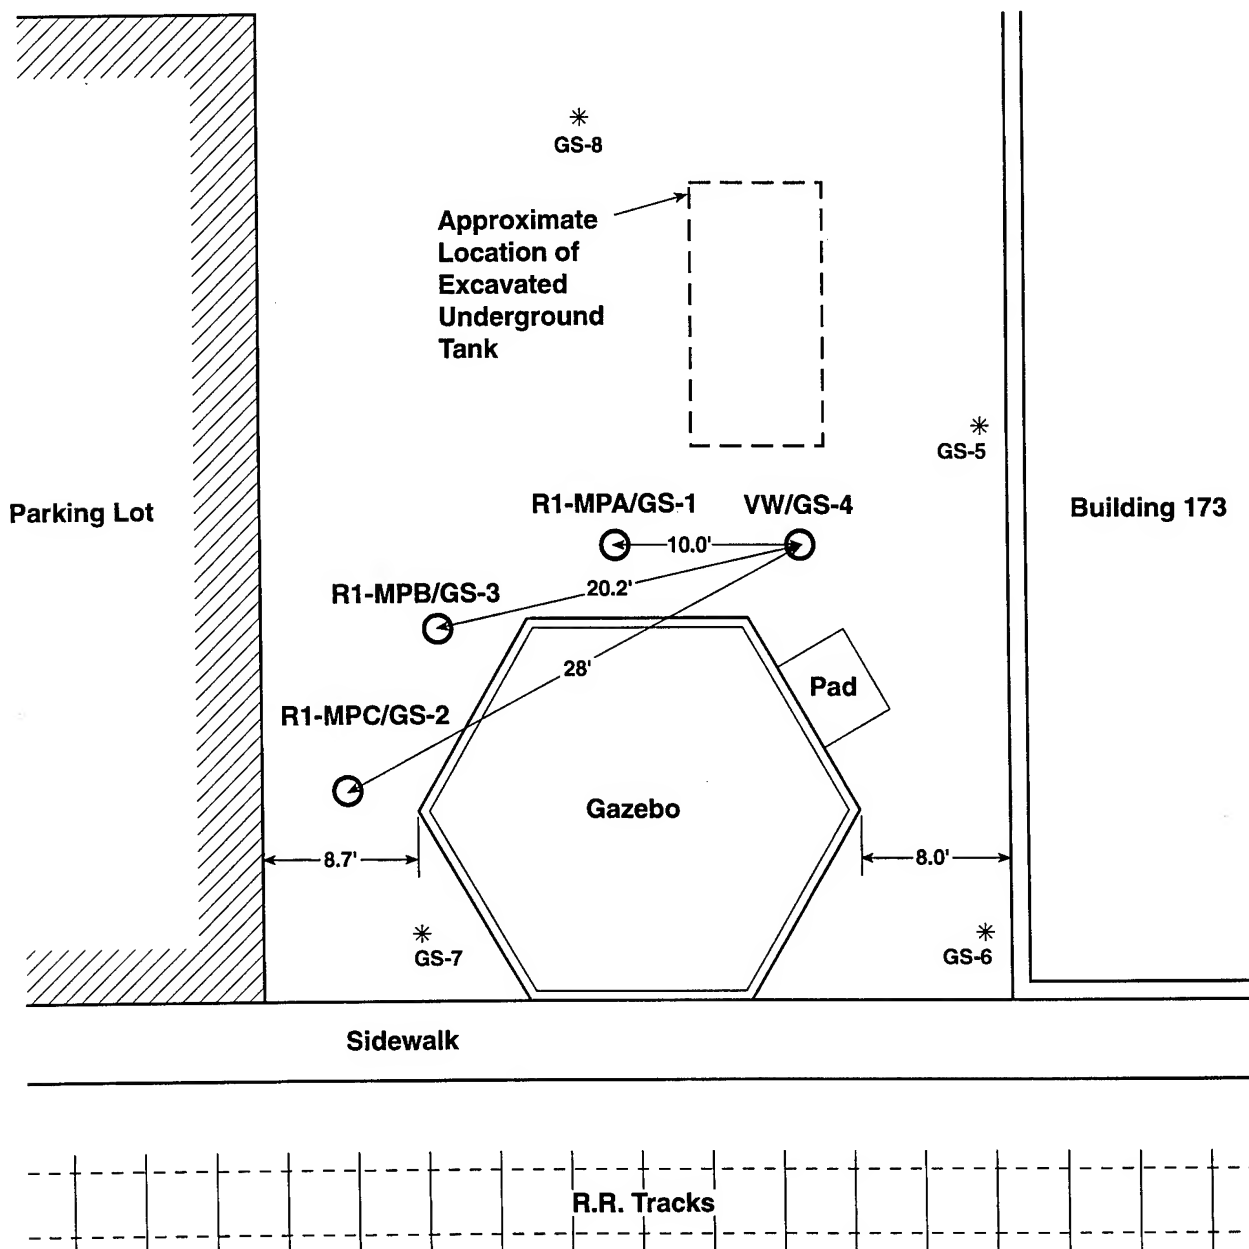 GS-8
Approximate
Location of
Excavated
Underground
Tank
GS-5
Parking Lot
R1-MPA/GS-1
VW/GS-4
Building 173
10.0'
20.2'
R1-MPB/GS-3
28'
Pad
R1-MPC/GS-2
Gazebo
8.7'
8.0'
GS-7
GS-6
Sidewalk
R.R. Tracks